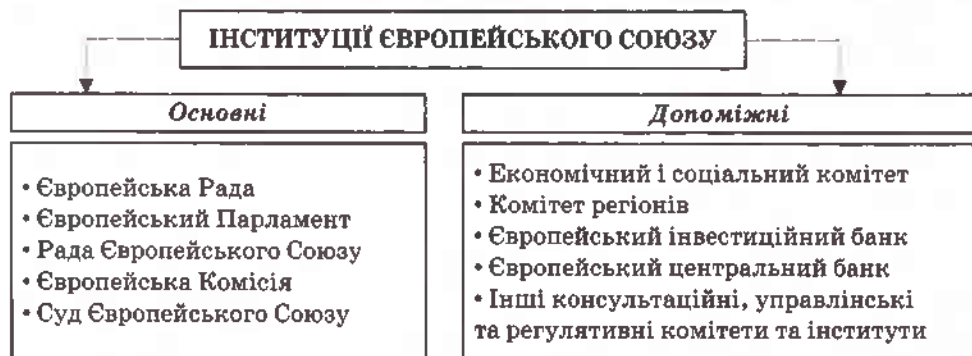 ІНСТИТУЦІЇ ЄВРОПЕЙСЬКОГО СОЮЗУ
Основні
• Європейська Рада
• Європейський Парламент
• Рада Європейського Союзу
• Європейська Комісія
• Суд Європейського Союзу
Допоміжні
• Економічний і соціальний комітет
• Комітет регіонів
• Європейський інвестиційний банк
• Європейський центральний банк
• Інші консультаційні, управлінські
та регулятивні комітети та інститути